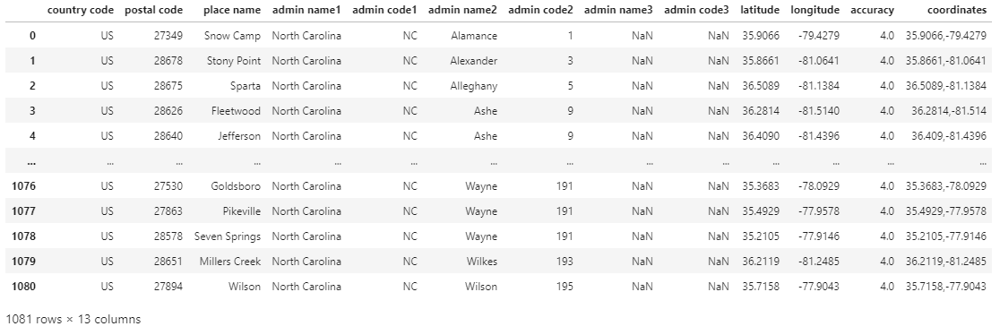 country code postal code place name admin name1 admin code1 admin name2 admin code2 admin name3 admin code3 latitude longitude accuracy coordinates
0 US 27349 Snow Camp North Carolina NC Alamance 1 NaN NaN 35.9066 -79.4279 4.0 35.9066,-79.4279
1 US 28678 Stony Point North Carolina NC Alexander 3 NaN NaN 35.8661 -81.0641 4.0 35.8661,-81.0641
2 US 28675 Sparta North Carolina NC Alleghany 5 NaN NaN 36.5089 -81.1384 4.0 36.5089,-81.1384
3 US 28626 Fleetwood North Carolina NC Ashe 9 NaN NaN 36.2814 -81.5140 4.0 36.2814,-81.514
4 US 28640 Jefferson North Carolina NC Ashe 9 NaN NaN 36.4090 -81.4396 4.0 36.409,-81.4396
... ... ... ... ... ... ... ... ... ... ... ... ... ...
1076 US 27530 Goldsboro North Carolina NC Wayne 191 NaN NaN 35.3683 -78.0929 4.0 35.3683,-78.0929
1077 US 27863 Pikeville North Carolina NC Wayne 191 NaN NaN 35.4929 -77.9578 4.0 35.4929,-77.9578
1078 US 28578 Seven Springs North Carolina NC Wayne 191 NaN NaN 35.2105 -77.9146 4.0 35.2105,-77.9146
1079 US 28651 Millers Creek North Carolina NC Wilkes 193 NaN NaN 36.2119 -81.2485 4.0 36.2119,-81.2485
1080 US 27894 Wilson North Carolina NC Wilson 195 NaN NaN 35.7158 -77.9043 4.0 35.7158,-77.9043
1081 rows × 13 columns